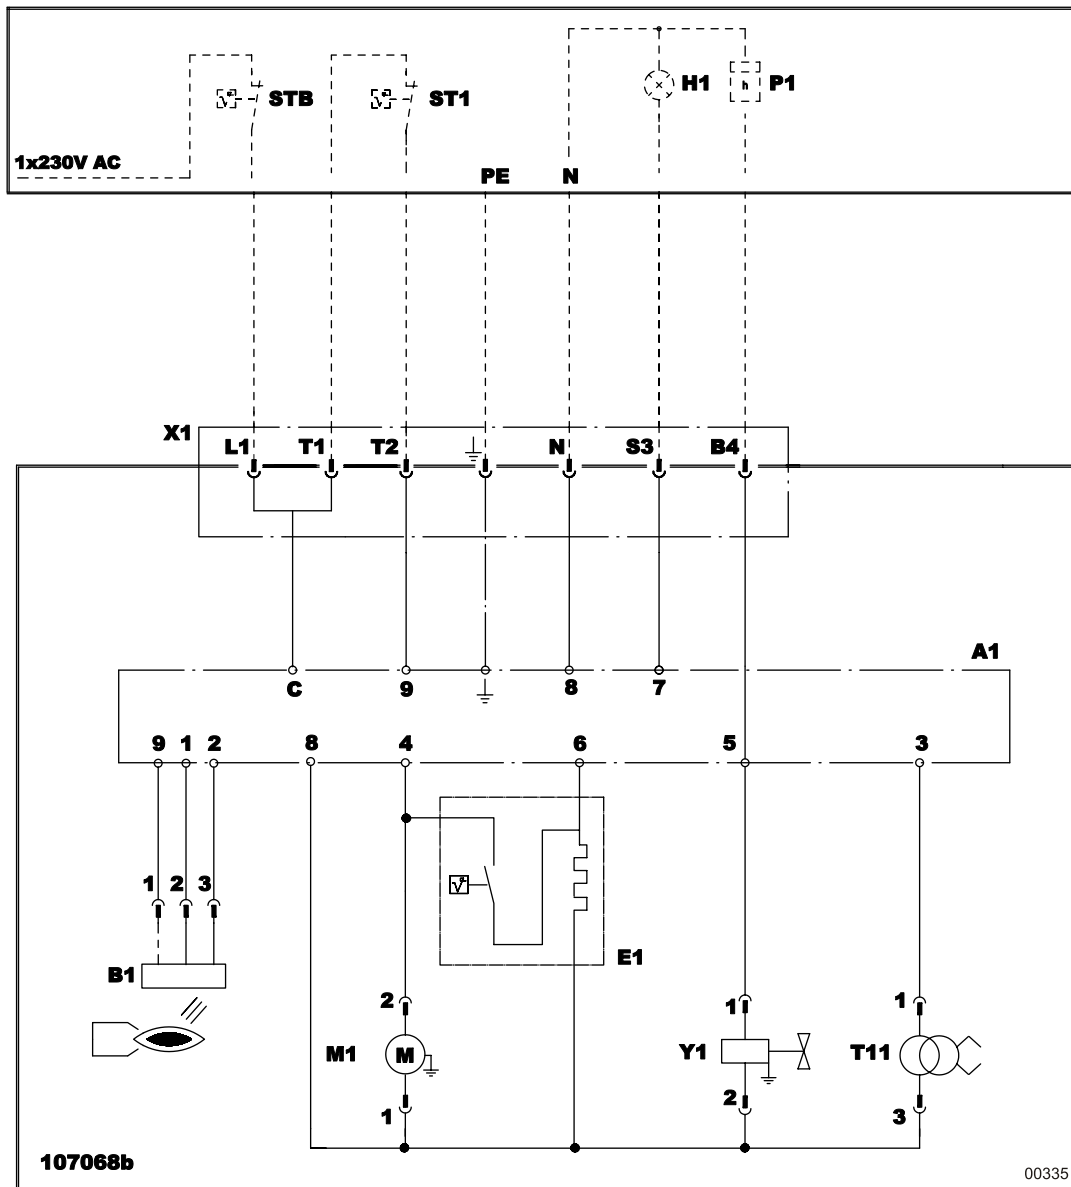 STB ST1 H1 h P1
1x230V AC
PE N
X1
L1 T1 T2 N S3 B4
A1
C 9 8 7
9 1 2 8 4 6 5 3
1 2 3
E1
B1
2 1 1
M1 M Y1 T11
1 2 3
107068b
00335